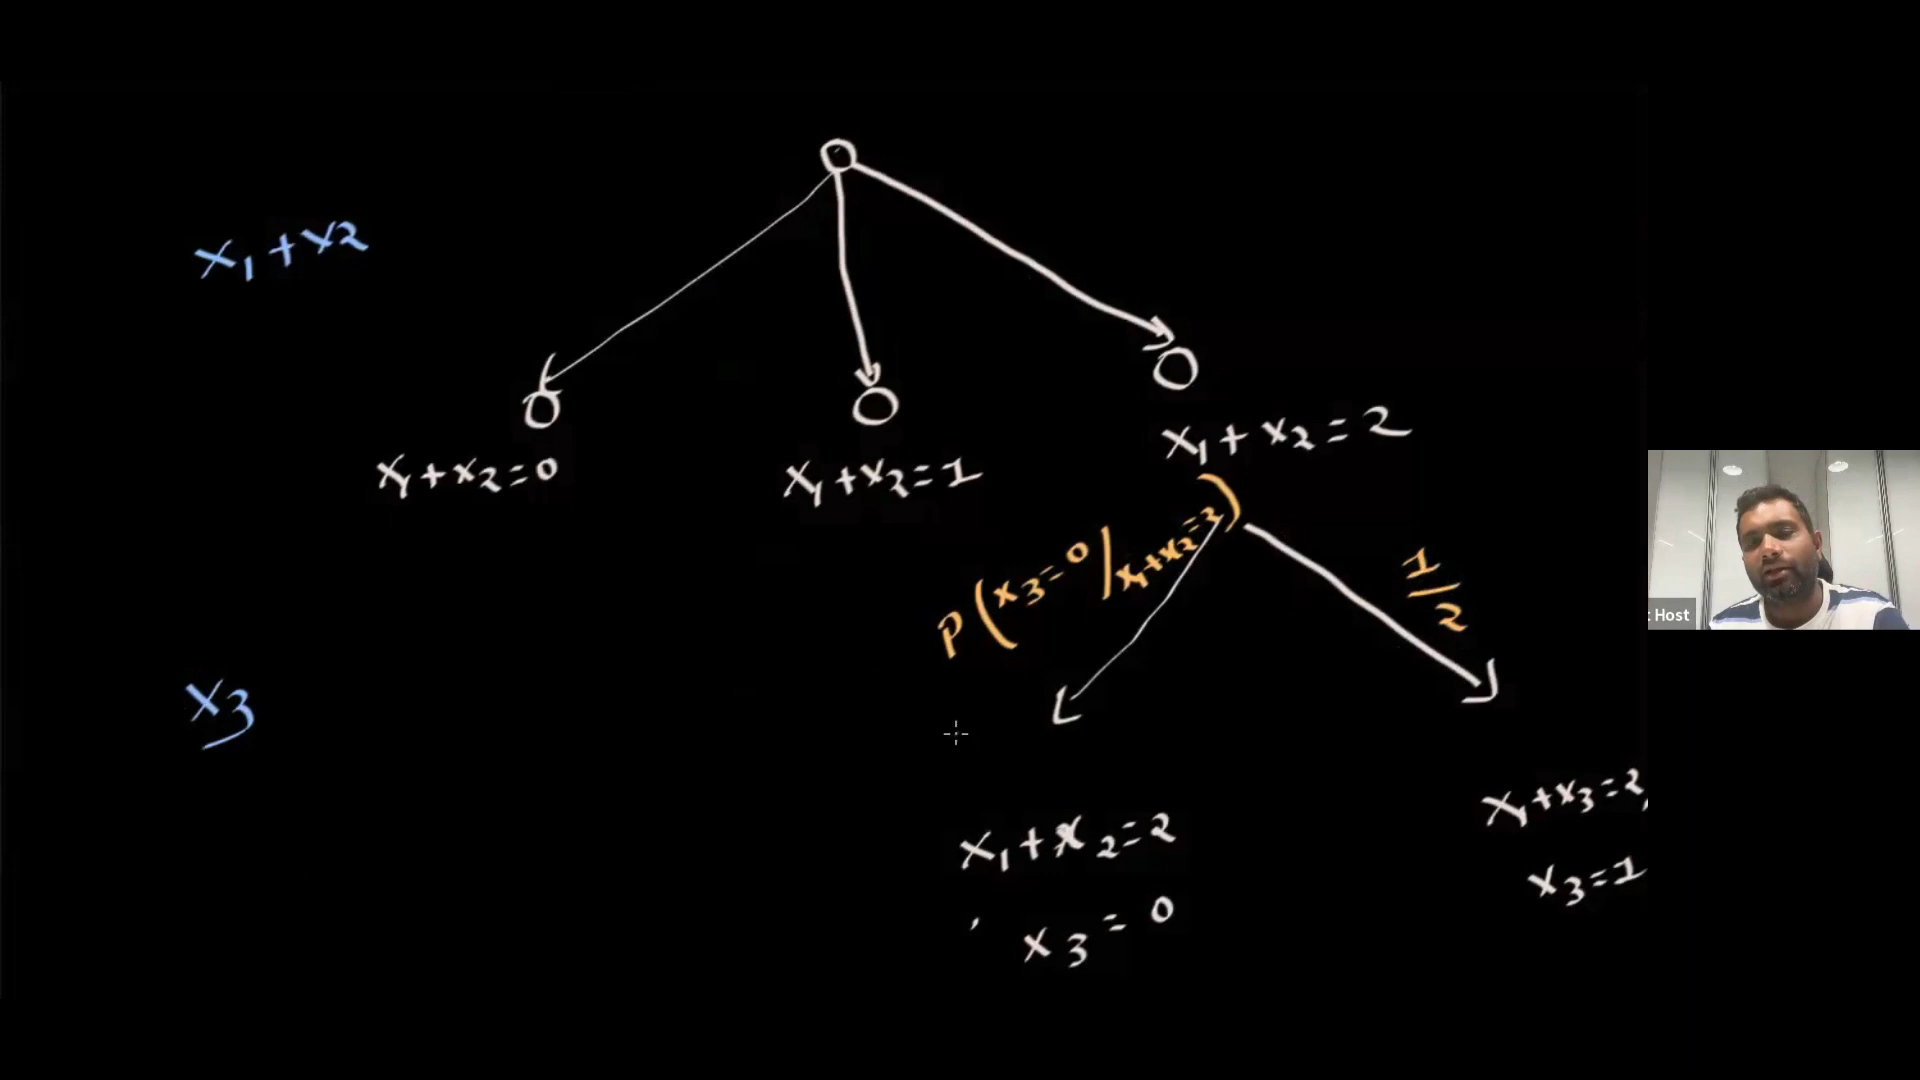 x₁+x2
x₁+x2=0
x₁+x2=1
x₁+x2=2
P(x3=0/x₁+x2=2)
1/2
: Host
x3
x₁+x2=2
x₁+x3=2,
, x3=0
x3=1